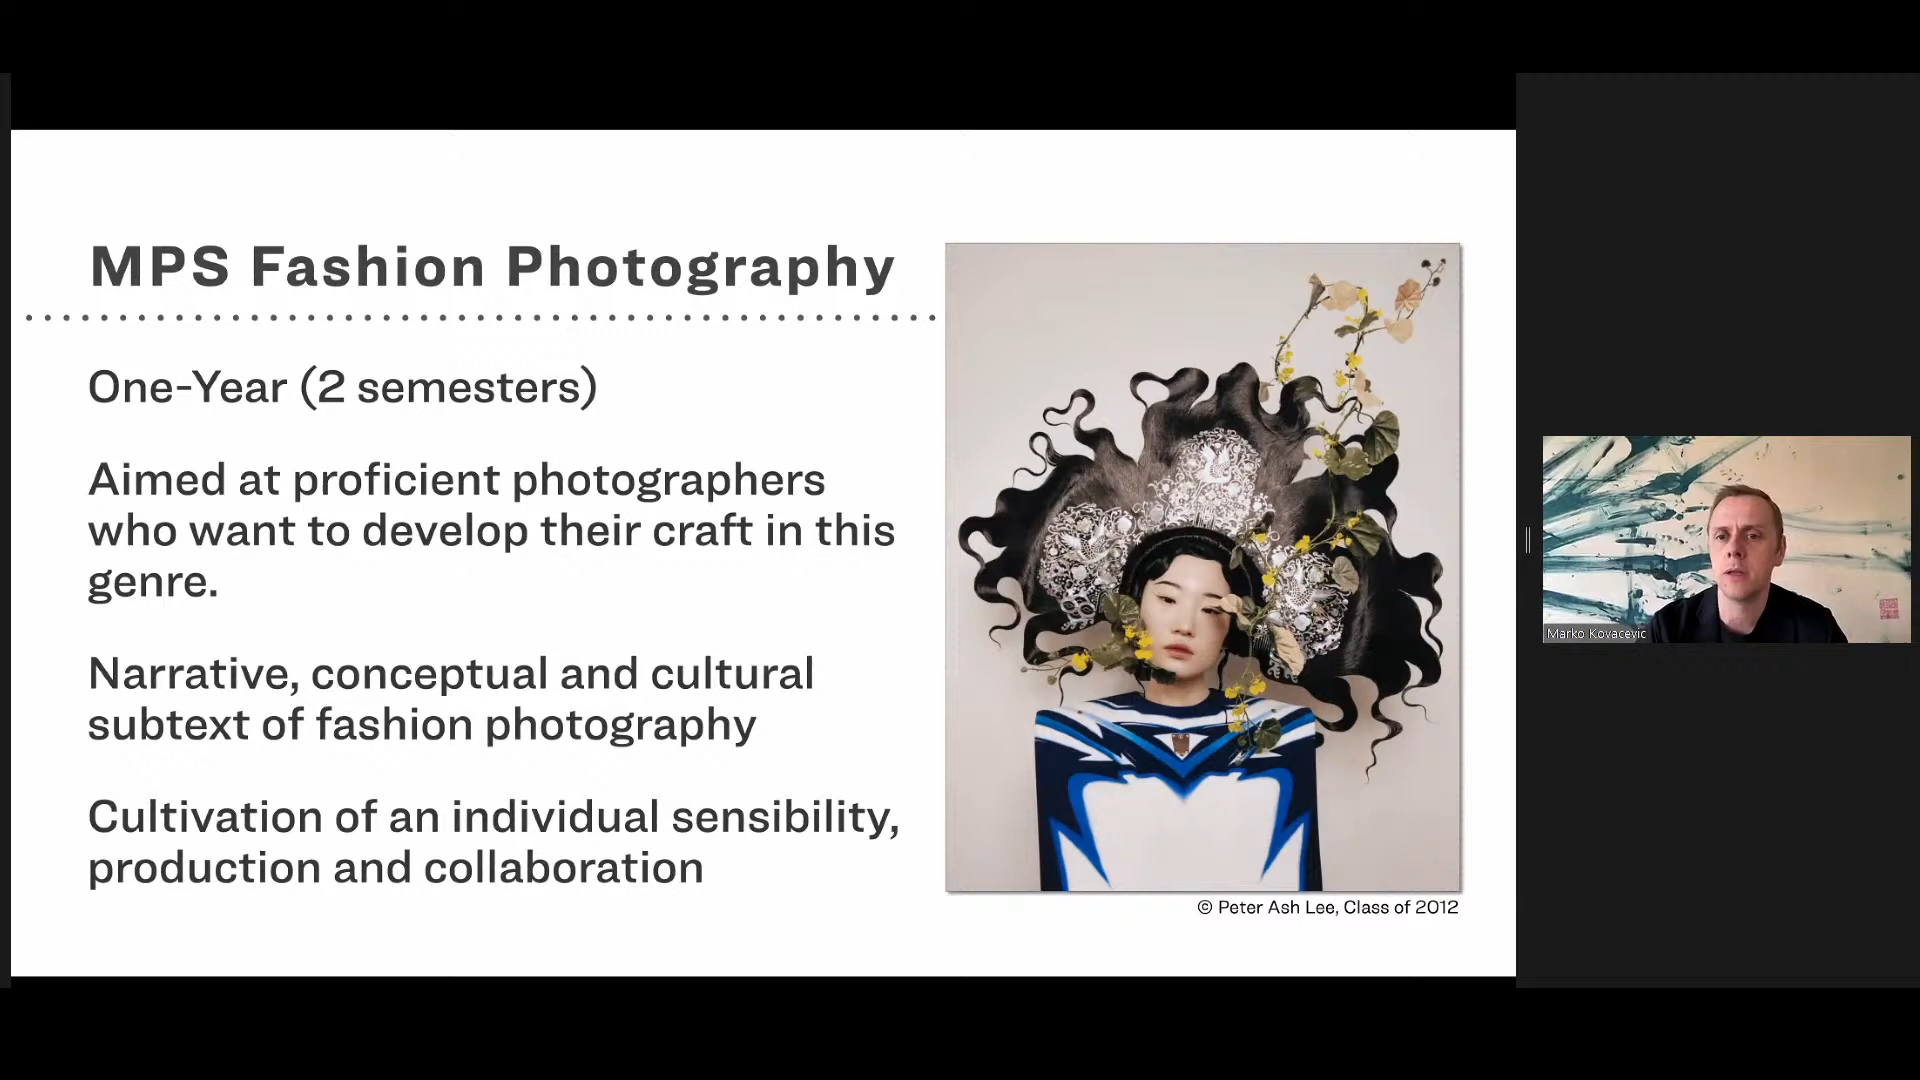 MPS Fashion Photography
One-Year (2 semesters)
Aimed at proficient photographers
who want to develop their craft in this
genre.
Narrative, conceptual and cultural
subtext of fashion photography
Cultivation of an individual sensibility,
production and collaboration
© Peter Ash Lee, Class of 2012
Marko Kovacevic